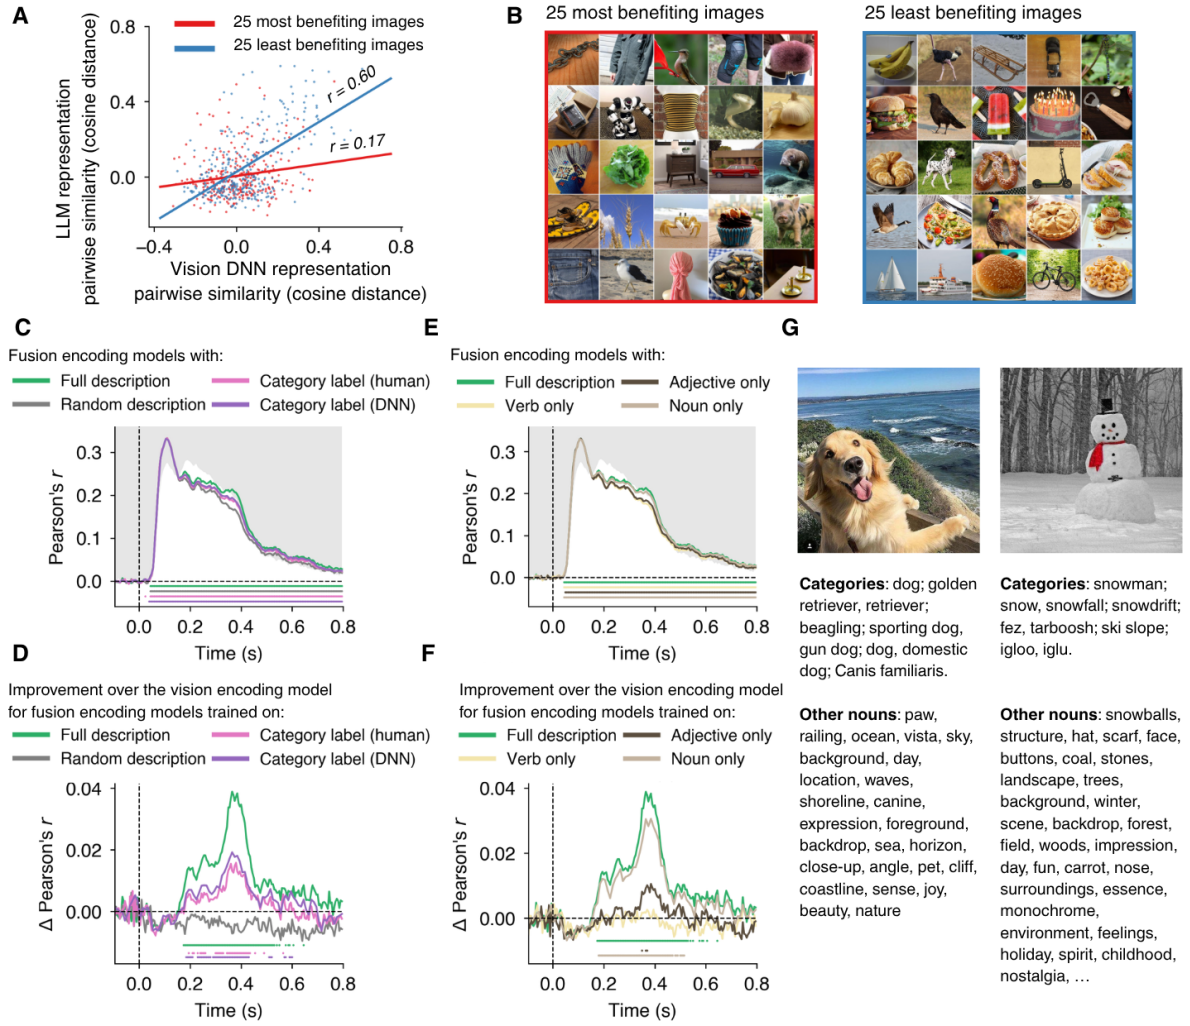 A
25 most benefiting images
25 least benefiting images
LLM representation
pairwise similarity (cosine distance)
0.8
0.4
0.0
r = 0.60
r = 0.17
−0.4
0.0
0.4
0.8
Vision DNN representation
pairwise similarity (cosine distance)
B
25 most benefiting images
25 least benefiting images
C
Fusion encoding models with:
Full description
Category label (human)
Random description
Category label (DNN)
Pearson's r
0.3
0.2
0.1
0.0
0.0
0.2
0.4
0.6
0.8
Time (s)
D
Improvement over the vision encoding model
for fusion encoding models trained on:
Full description
Category label (human)
Random description
Category label (DNN)
Δ Pearson's r
0.04
0.02
0.00
0.0
0.2
0.4
0.6
0.8
Time (s)
E
Fusion encoding models with:
Full description
Adjective only
Verb only
Noun only
Pearson's r
0.3
0.2
0.1
0.0
0.0
0.2
0.4
0.6
0.8
Time (s)
F
Improvement over the vision encoding model
for fusion encoding models trained on:
Full description
Adjective only
Verb only
Noun only
Δ Pearson's r
0.04
0.02
0.00
0.0
0.2
0.4
0.6
0.8
Time (s)
G
Categories: dog; golden
retriever, retriever;
beagling; sporting dog,
gun dog; dog, domestic
dog; Canis familiaris.
Other nouns: paw,
railing, ocean, vista, sky,
background, day,
location, waves,
shoreline, canine,
expression, foreground,
backdrop, sea, horizon,
close-up, angle, pet, cliff,
coastline, sense, joy,
beauty, nature
Categories: snowman;
snow, snowfall; snowdrift;
fez, tarboosh; ski slope;
igloo, iglu.
Other nouns: snowballs,
structure, hat, scarf, face,
buttons, coal, stones,
landscape, trees,
background, winter,
scene, backdrop, forest,
field, woods, impression,
day, fun, carrot, nose,
surroundings, essence,
monochrome,
environment, feelings,
holiday, spirit, childhood,
nostalgia, …